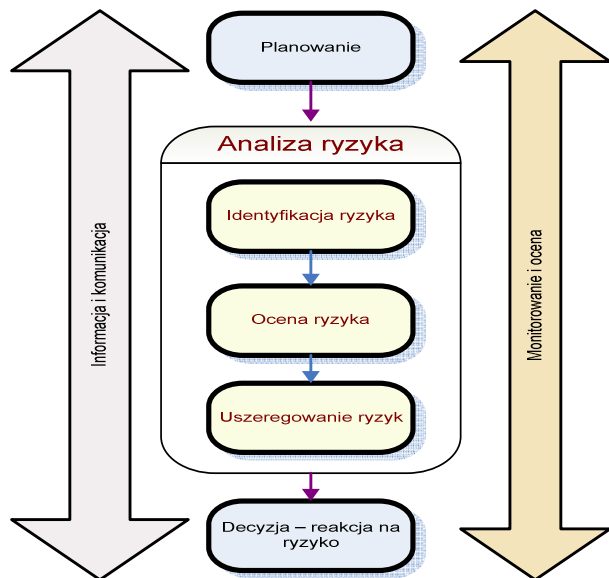 Planowanie
Analiza ryzyka
Identyfikacja ryzyka
Ocena ryzyka
Uszeregowanie ryzyk
Decyzja – reakcja na
ryzyko
Informacja i komunikacja
Monitorowanie i ocena